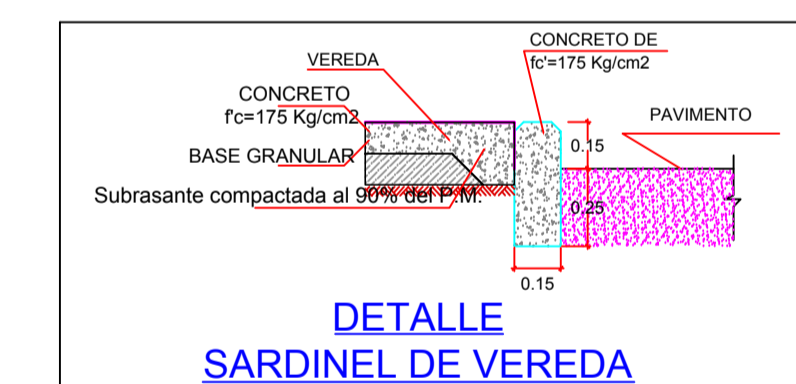 CONCRETO DE
fc'=175 Kg/cm2
VEREDA
CONCRETO
f'c=175 Kg/cm2
PAVIMENTO
0.15
BASE GRANULAR
Subrasante compactada al 90% del P.M.
0.25
0.15
DETALLE
SARDINEL DE VEREDA